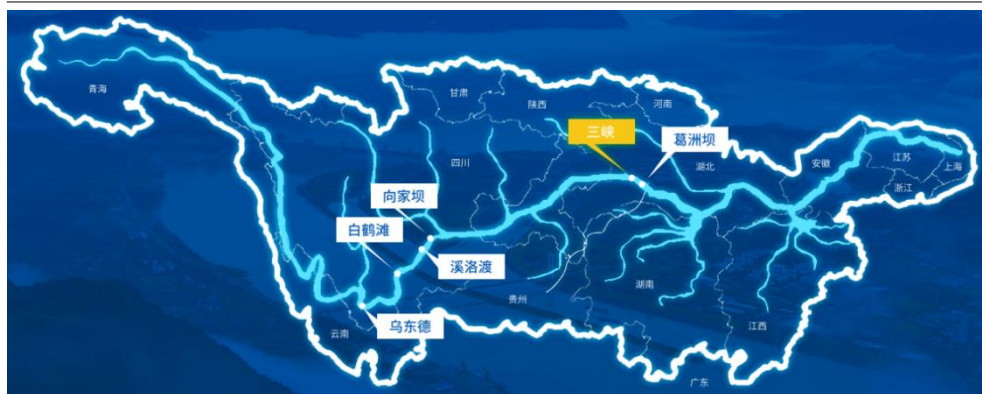 青海
甘肃
陕西
河南
三峡
葛洲坝
四川
湖北
安徽
江苏
上海
浙江
向家坝
白鹤滩
溪洛渡
贵州
湖南
乌东德
云南
江西
广东